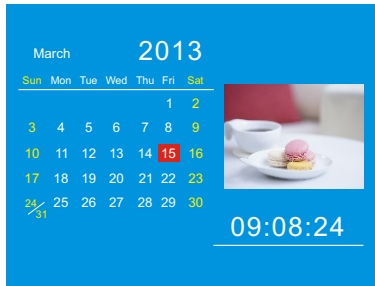 March 2013
Sun Mon Tue Wed Thu Fri Sat
1 2
3 4 5 6 7 8 9
10 11 12 13 14 15 16
17 18 19 20 21 22 23
24/31 25 26 27 28 29 30
09:08:24